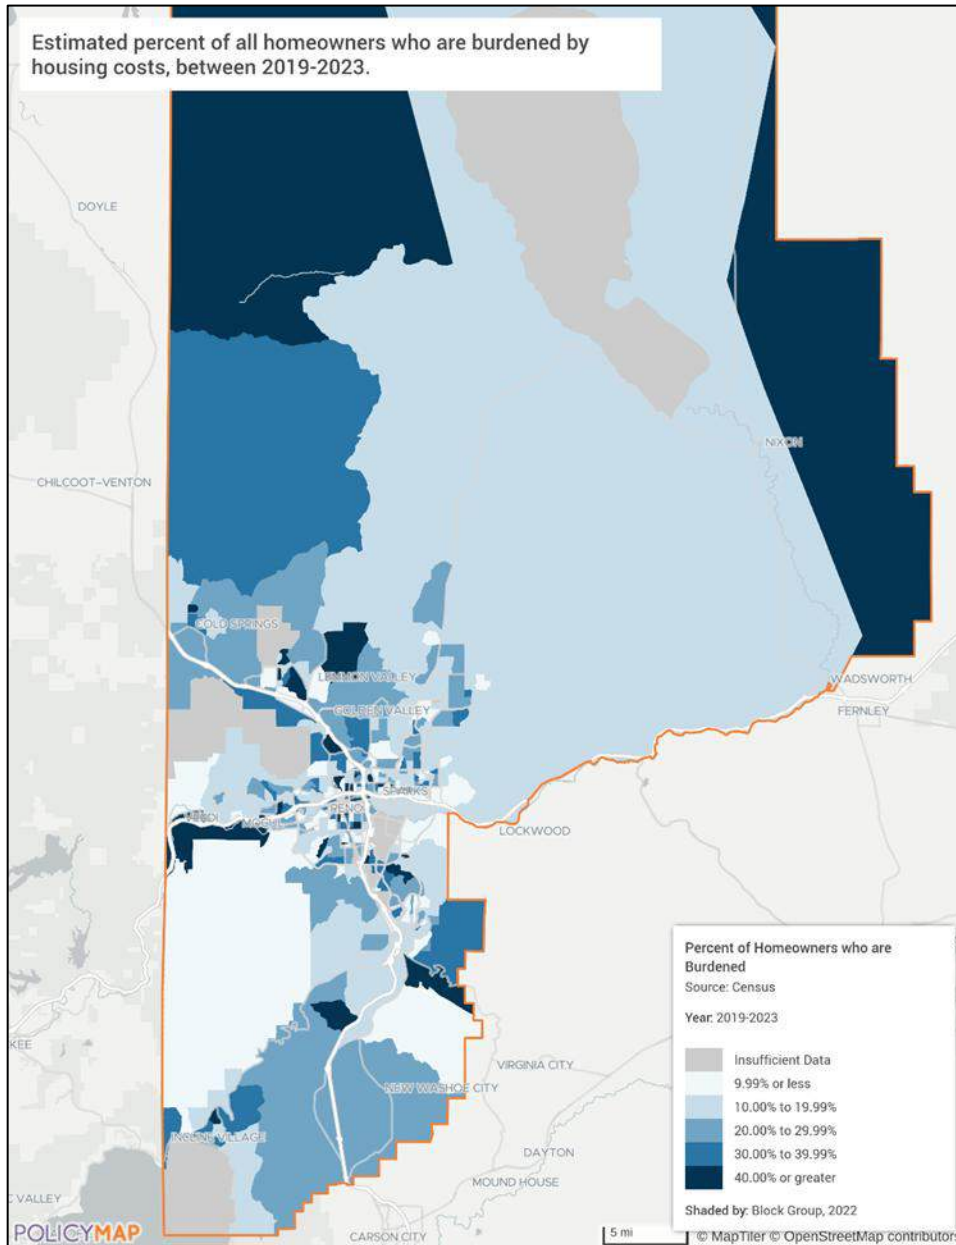 Estimated percent of all homeowners who are burdened by
housing costs, between 2019-2023.
DOYLE
NIXON
CHILCOOT-VENTON
COLD SPRINGS
LEMMON VALLEY
WADSWORTH
GOLDEN VALLEY
FERNLEY
SPARKS
RENO
VERDI
MOGUL
LOCKWOOD
Percent of Homeowners who are
Burdened
Source: Census
Year: 2019-2023
Insufficient Data
9.99% or less
10.00% to 19.99%
20.00% to 29.99%
30.00% to 39.99%
40.00% or greater
Shaded by: Block Group, 2022
KEE
VIRGINIA CITY
NEW WASHOE CITY
INCLINE VILLAGE
DAYTON
MOUND HOUSE
C VALLEY
CARSON CITY
POLICYMAP
5 mi
© MapTiler © OpenStreetMap contributors